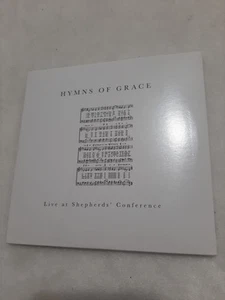 HYMNS OF GRACE
Live at Shepherds' Conference